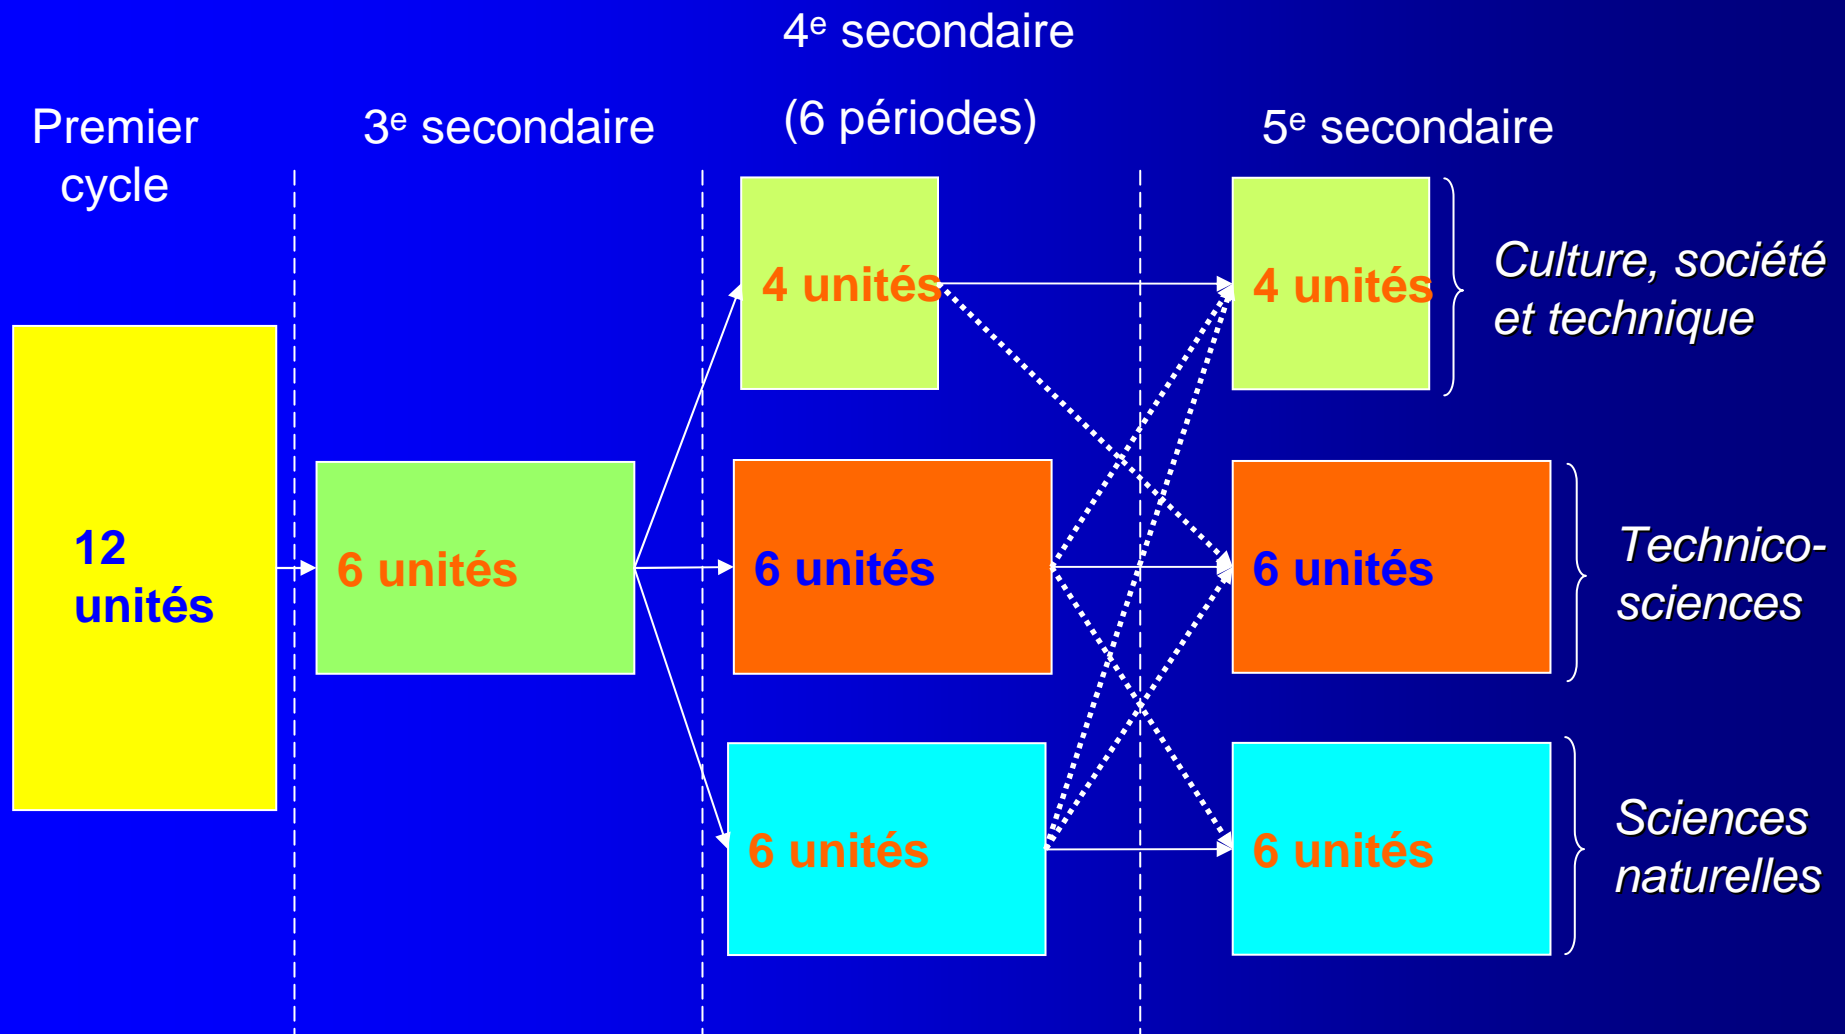 4e secondaire
(6 périodes)
Premier
cycle
3e secondaire
5e secondaire
4 unités
4 unités
Culture, société
et technique
12
unités
6 unités
6 unités
6 unités
Technico-
sciences
6 unités
6 unités
Sciences
naturelles